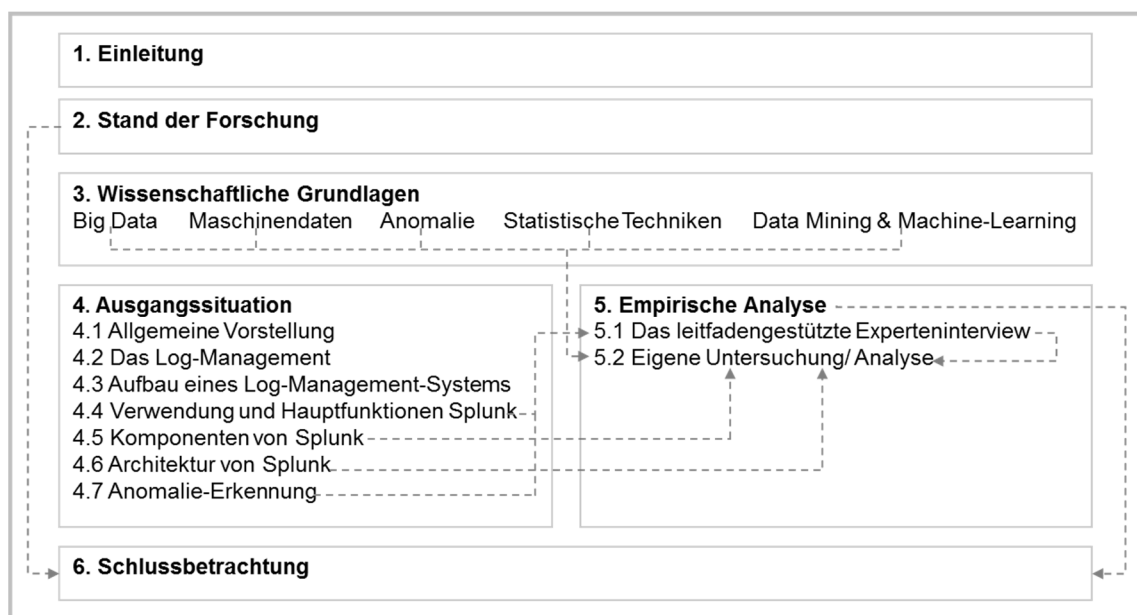 1. Einleitung
2. Stand der Forschung
3. Wissenschaftliche Grundlagen
Big Data Maschinendaten Anomalie Statistische Techniken Data Mining & Machine-Learning
4. Ausgangssituation
4.1 Allgemeine Vorstellung
4.2 Das Log-Management
4.3 Aufbau eines Log-Management-Systems
4.4 Verwendung und Hauptfunktionen Splunk
4.5 Komponenten von Splunk
4.6 Architektur von Splunk
4.7 Anomalie-Erkennung
5. Empirische Analyse
5.1 Das leitfadengestützte Experteninterview
5.2 Eigene Untersuchung/ Analyse
6. Schlussbetrachtung